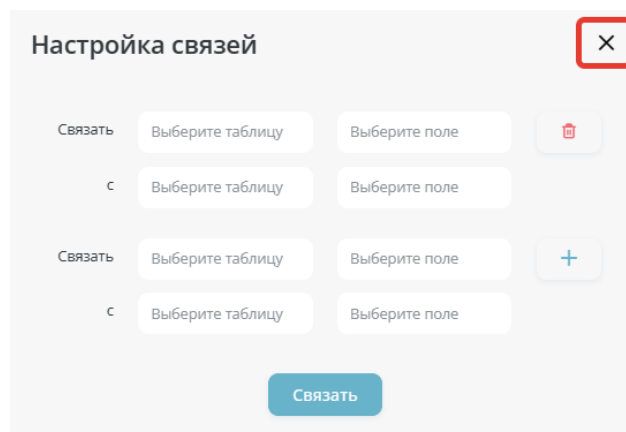 Настройка связей
Связать Выберите таблицу Выберите поле
с Выберите таблицу Выберите поле
Связать Выберите таблицу Выберите поле
с Выберите таблицу Выберите поле
Связать